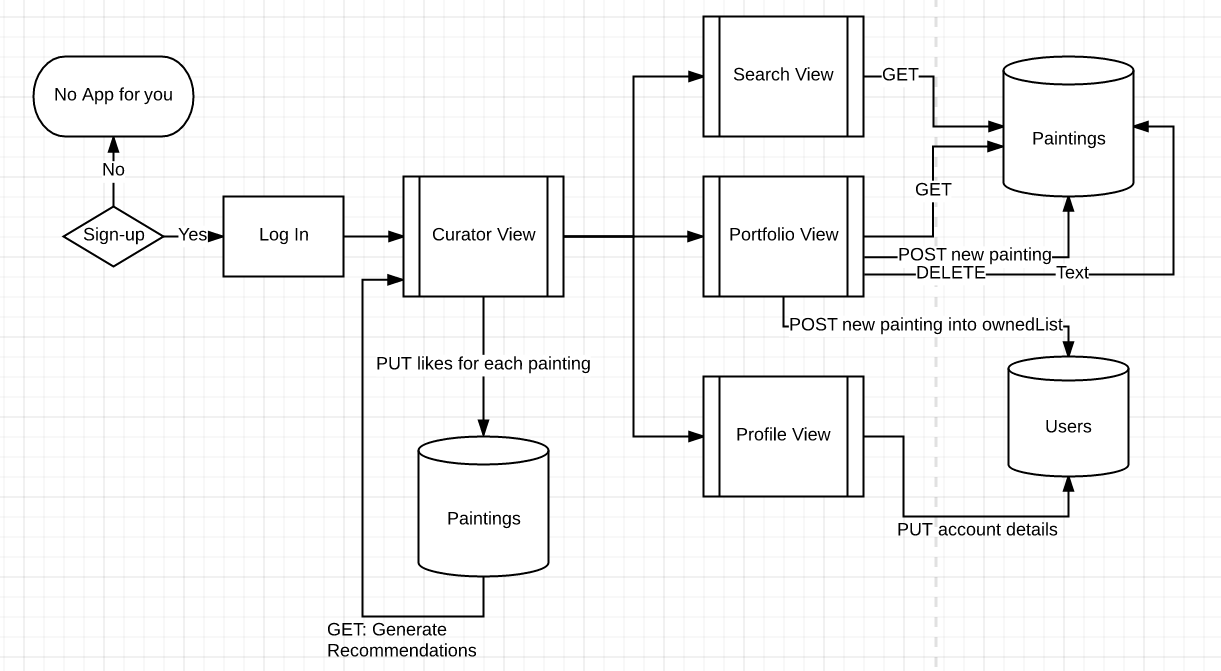 No App for you
No
Sign-up
Yes
Log In
Curator View
PUT likes for each painting
Paintings
GET: Generate
Recommendations
Search View
GET
Paintings
Portfolio View
GET
POST new painting
DELETE
Text
POST new painting into ownedList
Users
Profile View
PUT account details